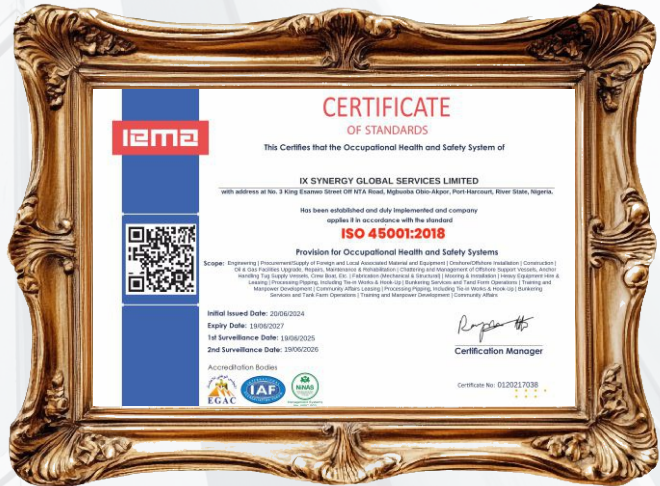 IEMA
CERTIFICATE
OF STANDARDS
This Certifies that the Occupational Health and Safety System of
IX SYNERGY GLOBAL SERVICES LIMITED
with address at No. 3 King Esanwo Street Off NTA Road, Mgbuoba Obio-Akpor, Port-Harcourt, River State, Nigeria.
Has been established and duly implemented and company
applies it in accordance with the standard
ISO 45001:2018
Provision for Occupational Health and Safety Systems
Scope: Engineering | Procurement/Supply of Foreign and Local Associated Material and Equipment | Onshore/Offshore Installation | Construction |
Oil & Gas Facilities Upgrade, Repairs, Maintenance & Rehabilitation | Chattering and Management of Offshore Support Vessels, Anchor
Handling Tug Supply Vessels, Crew Boat, Etc. | Fabrication (Mechanical & Structural) | Mooring & Installation | Heavy Equipment Hire &
Leasing | Processing Pipping, Including Tie-in Works & Hook-Up | Bunkering Services and Tank Farm Operations | Training and
Manpower Development | Community Affairs Leasing | Processing Pipping, Including Tie-in Works & Hook-Up | Bunkering
Services and Tank Farm Operations | Training and Manpower Development | Community Affairs
Initial Issued Date: 20/06/2024
Expiry Date: 19/06/2027
1st Surveillance Date: 19/06/2025
2nd Surveillance Date: 19/06/2026
Certification Manager
Accreditation Bodies
EGAC
IAF
NiNAS
Certificate No: 0120217038